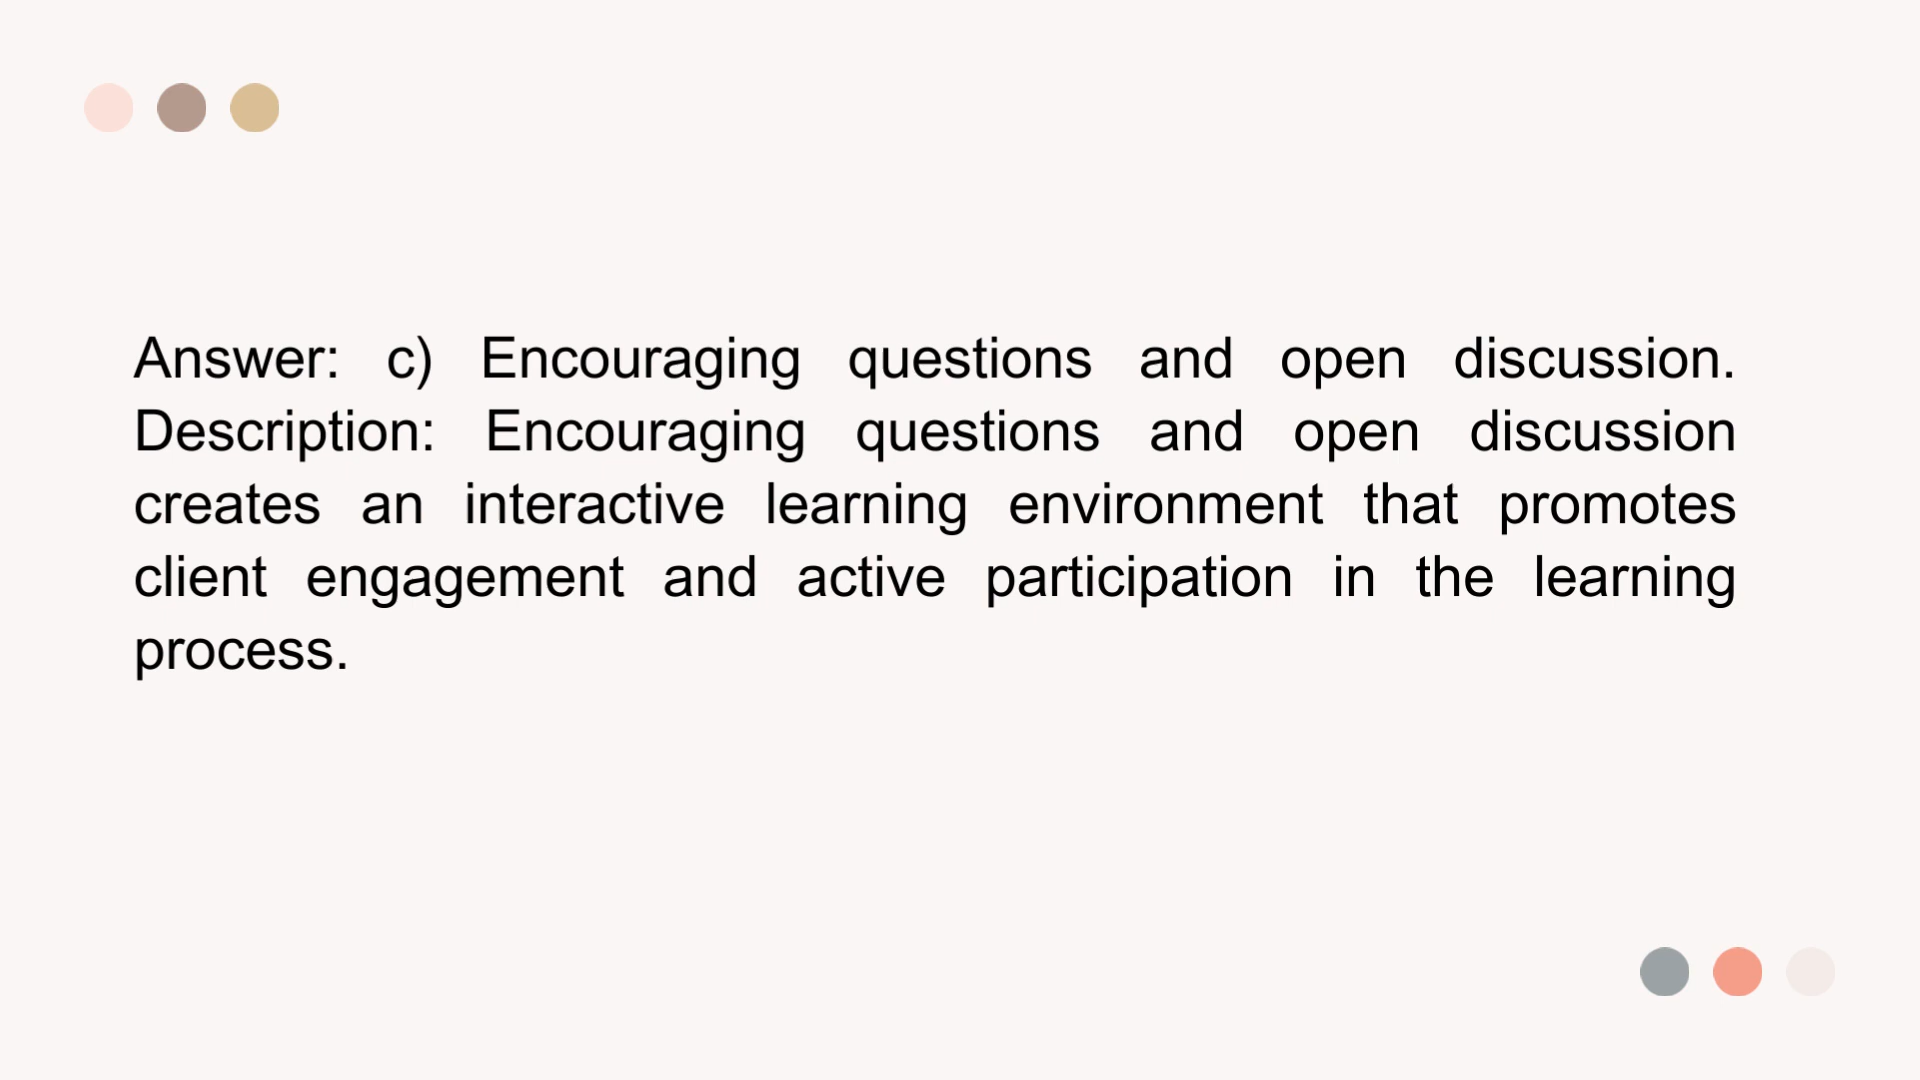 Answer: c) Encouraging questions and open discussion.
Description: Encouraging questions and open discussion
creates an interactive learning environment that promotes
client engagement and active participation in the learning
process.